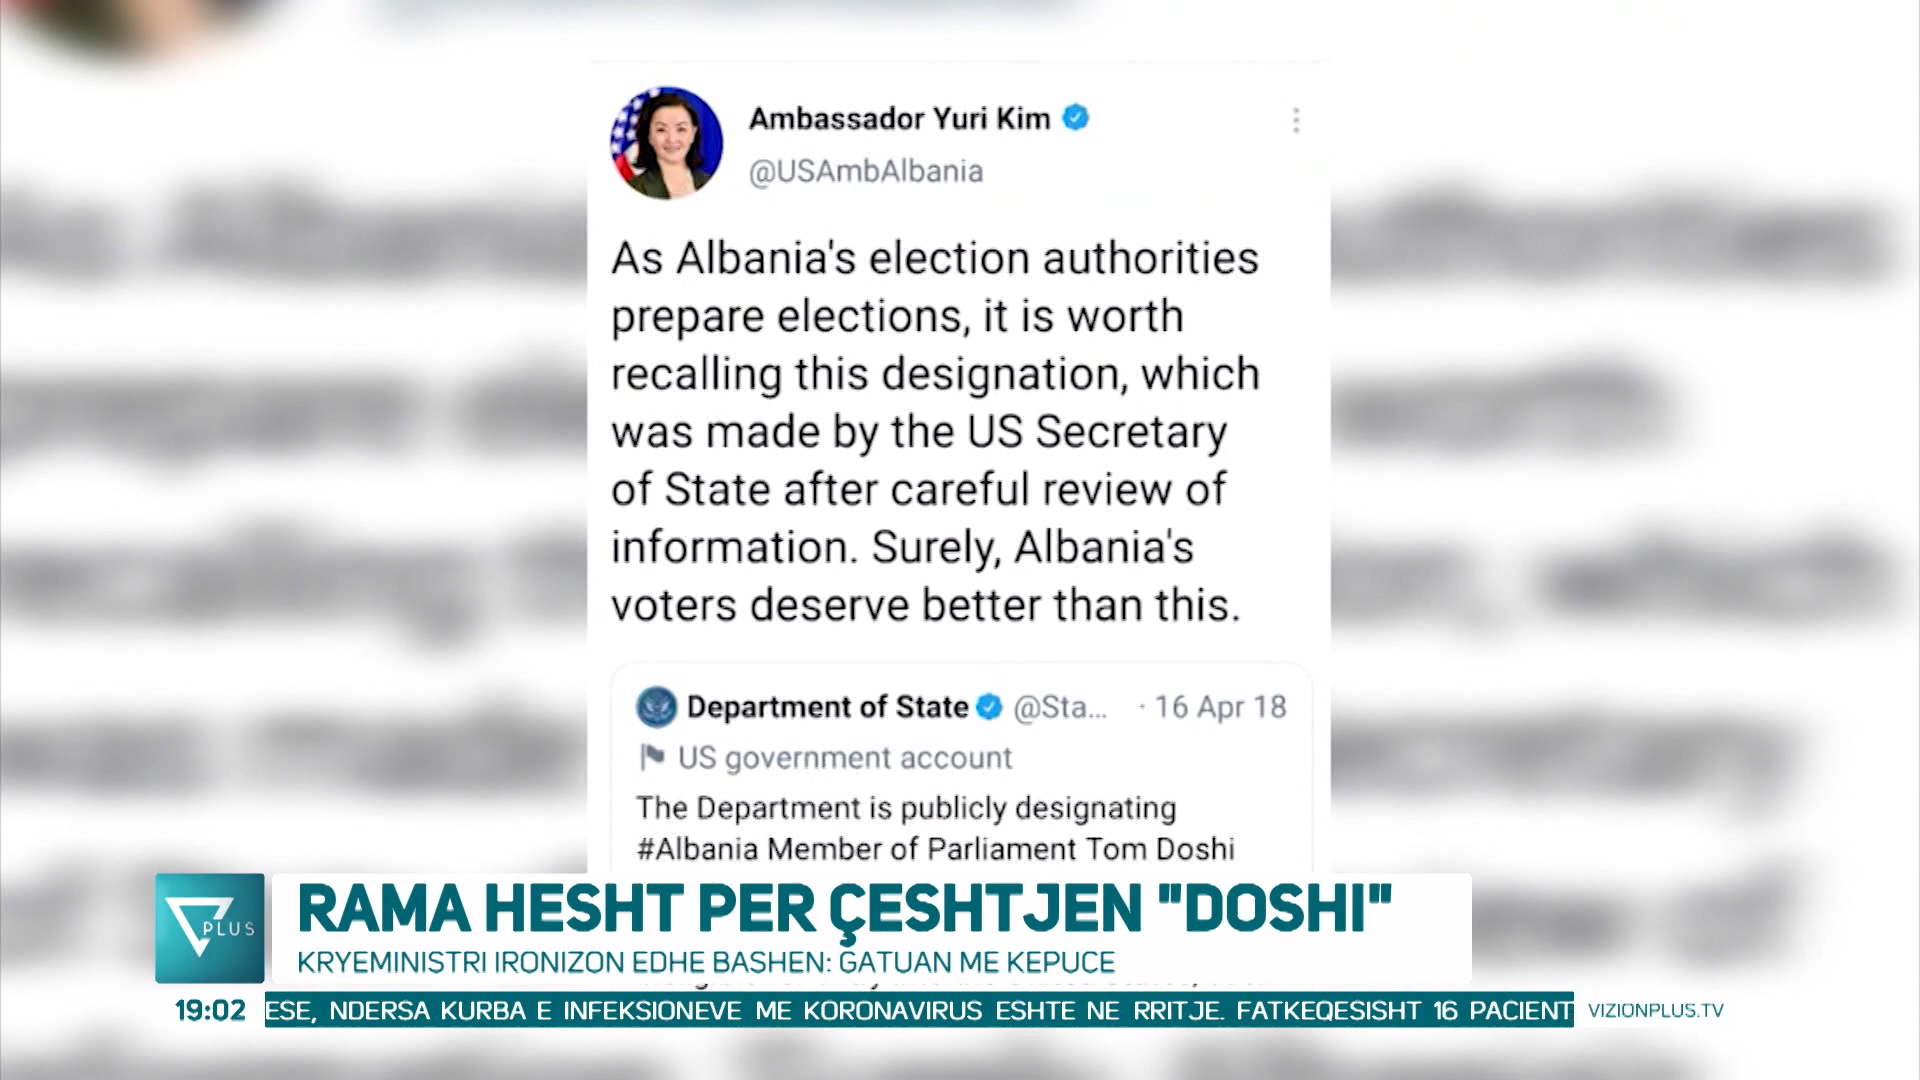 Ambassador Yuri Kim
@USAmbAlbania
As Albania's election authorities
prepare elections, it is worth
recalling this designation, which
was made by the US Secretary
of State after careful review of
information. Surely, Albania's
voters deserve better than this.
Department of State @Sta... · 16 Apr 18
US government account
The Department is publicly designating
#Albania Member of Parliament Tom Doshi
PLUS
RAMA HESHT PER ÇESHTJEN "DOSHI"
KRYEMINISTRI IRONIZON EDHE BASHEN: GATUAN ME KEPUCE
19:02 ESE, NDERSA KURBA E INFEKSIONEVE ME KORONAVIRUS ESHTE NE RRITJE. FATKEQESISHT 16 PACIENT VIZIONPLUS.TV